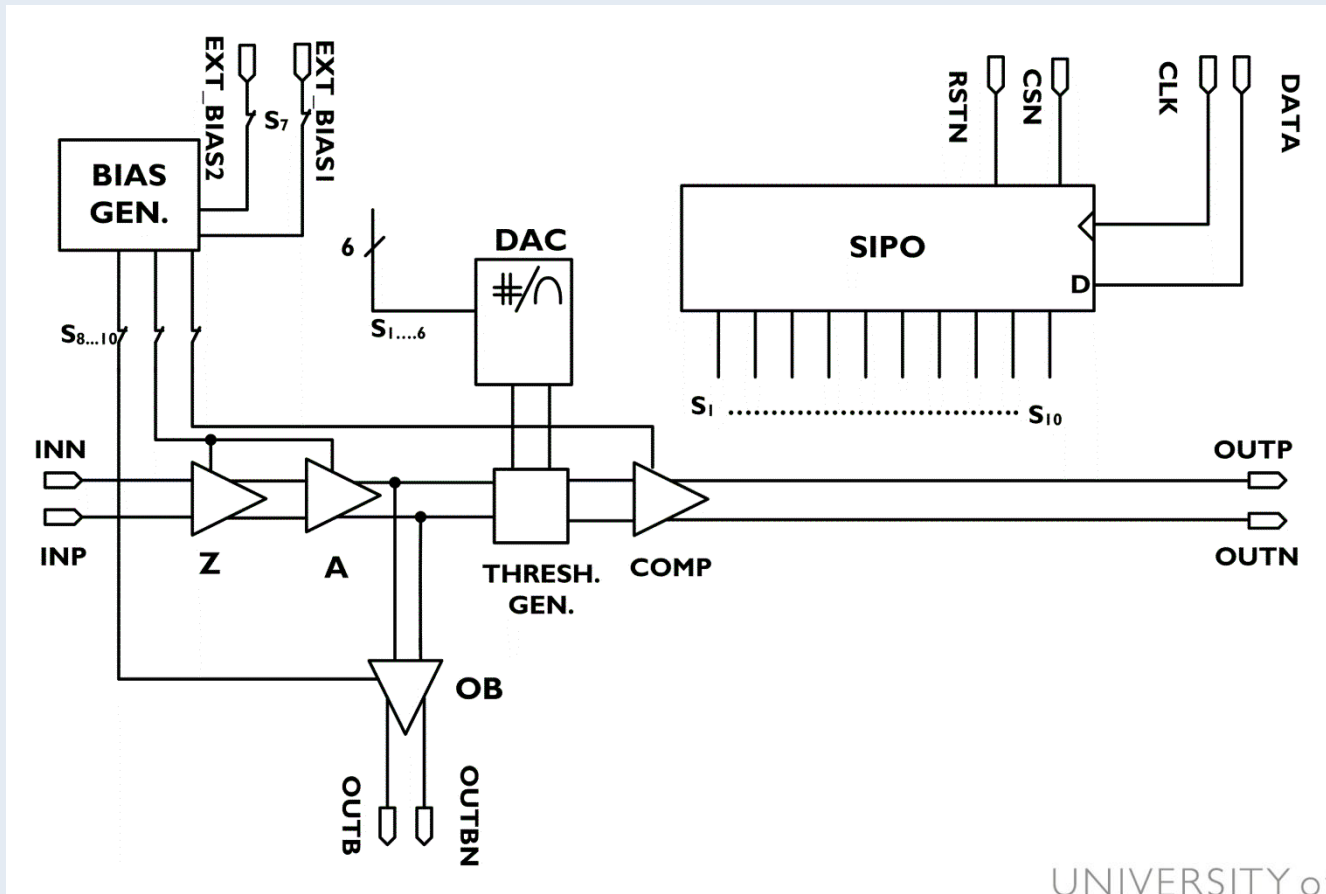 EXT_BIAS2
S7
EXT_BIAS1
RSTN
CSN
CLK
DATA
BIAS
GEN.
6
DAC
#/∩
SIPO
D
S8...10
S1....6
S1 ........................ S10
INN
OUTP
INP
Z
A
THRESH.
GEN.
COMP
OUTN
OB
OUTB
OUTBN
UNIVERSITY o